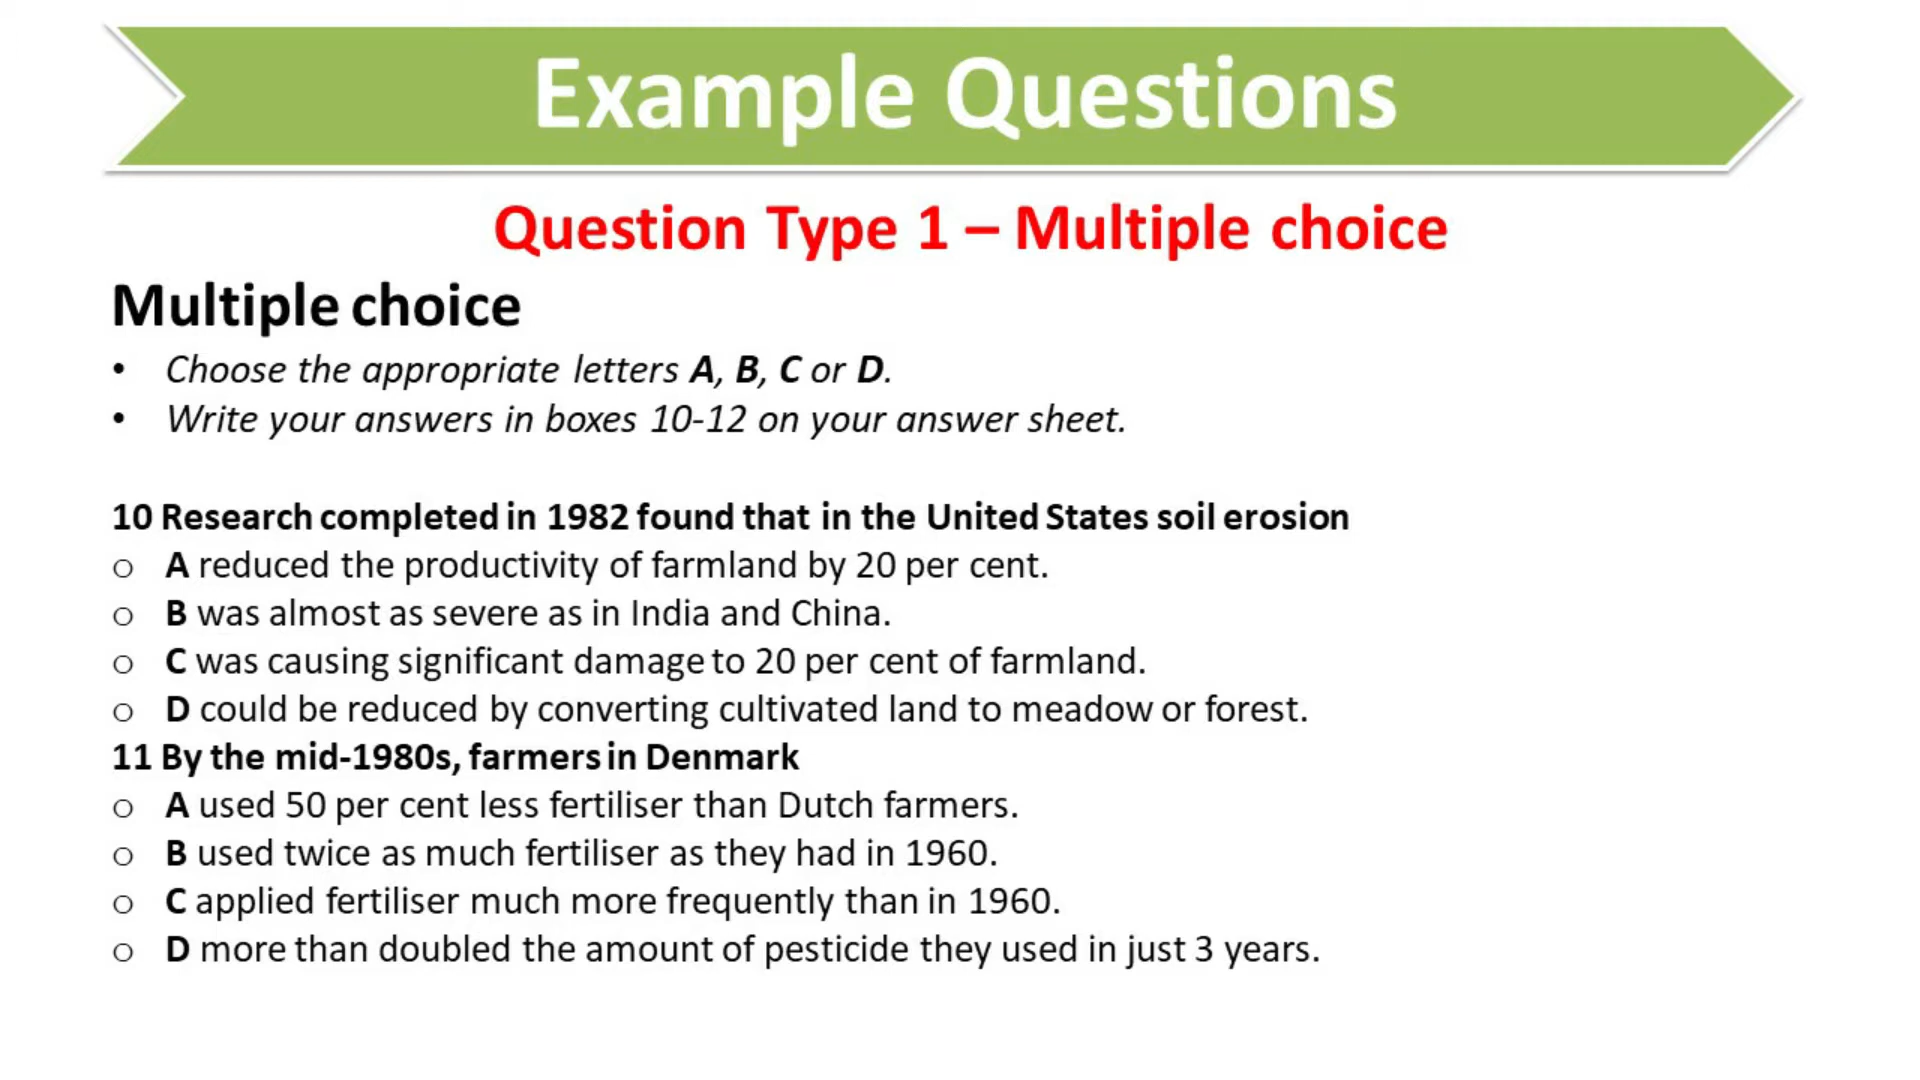 Example Questions
Question Type 1 – Multiple choice
Multiple choice
• Choose the appropriate letters A, B, C or D.
• Write your answers in boxes 10-12 on your answer sheet.
10 Research completed in 1982 found that in the United States soil erosion
o A reduced the productivity of farmland by 20 per cent.
o B was almost as severe as in India and China.
o C was causing significant damage to 20 per cent of farmland.
o D could be reduced by converting cultivated land to meadow or forest.
11 By the mid-1980s, farmers in Denmark
o A used 50 per cent less fertiliser than Dutch farmers.
o B used twice as much fertiliser as they had in 1960.
o C applied fertiliser much more frequently than in 1960.
o D more than doubled the amount of pesticide they used in just 3 years.